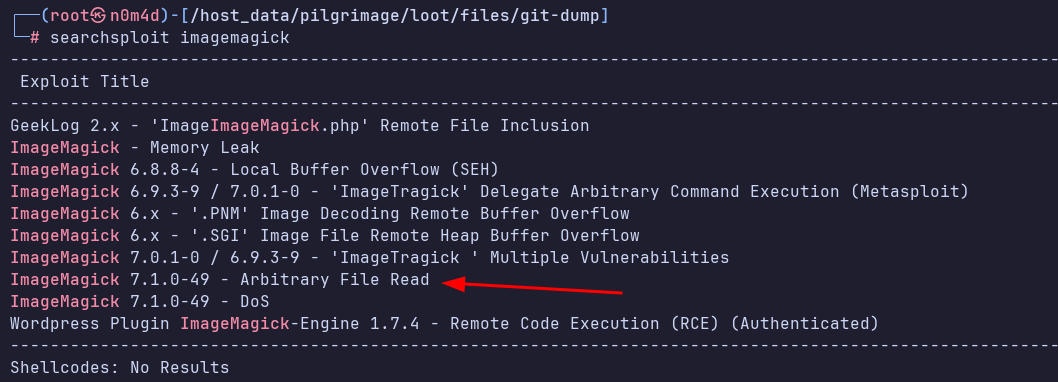 ┌──(root㉿n0m4d)-[/host_data/pilgrimage/loot/files/git-dump]
└─# searchsploit imagemagick
---------------------------------------------------------------------------------------------------------
Exploit Title
---------------------------------------------------------------------------------------------------------
GeekLog 2.x - 'ImageImageMagick.php' Remote File Inclusion
ImageMagick - Memory Leak
ImageMagick 6.8.8-4 - Local Buffer Overflow (SEH)
ImageMagick 6.9.3-9 / 7.0.1-0 - 'ImageTragick' Delegate Arbitrary Command Execution (Metasploit)
ImageMagick 6.x - '.PNM' Image Decoding Remote Buffer Overflow
ImageMagick 6.x - '.SGI' Image File Remote Heap Buffer Overflow
ImageMagick 7.0.1-0 / 6.9.3-9 - 'ImageTragick ' Multiple Vulnerabilities
ImageMagick 7.1.0-49 - Arbitrary File Read
ImageMagick 7.1.0-49 - DoS
Wordpress Plugin ImageMagick-Engine 1.7.4 - Remote Code Execution (RCE) (Authenticated)
---------------------------------------------------------------------------------------------------------
Shellcodes: No Results